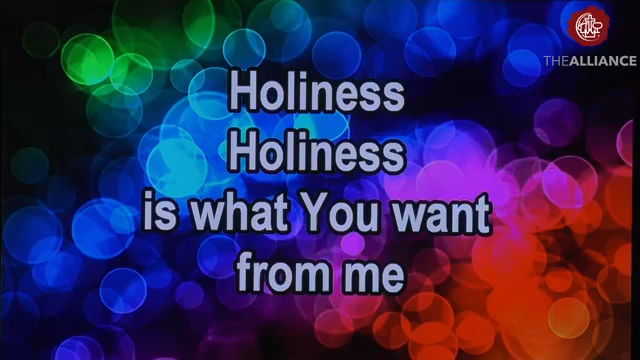 THEALLIANCE
Holiness
Holiness
is what You want
from me